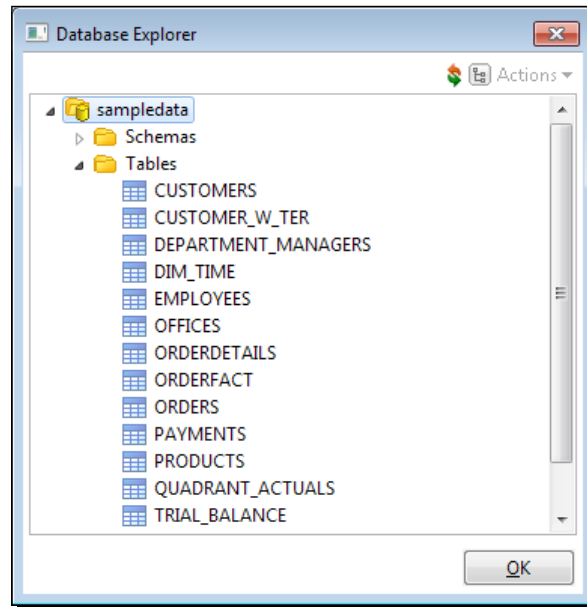 Database Explorer
Actions
sampledata
Schemas
Tables
CUSTOMERS
CUSTOMER_W_TER
DEPARTMENT_MANAGERS
DIM_TIME
EMPLOYEES
OFFICES
ORDERDETAILS
ORDERFACT
ORDERS
PAYMENTS
PRODUCTS
QUADRANT_ACTUALS
TRIAL_BALANCE
OK